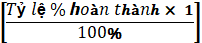 [Tỷ lệ % hoàn thành × 1]
100%